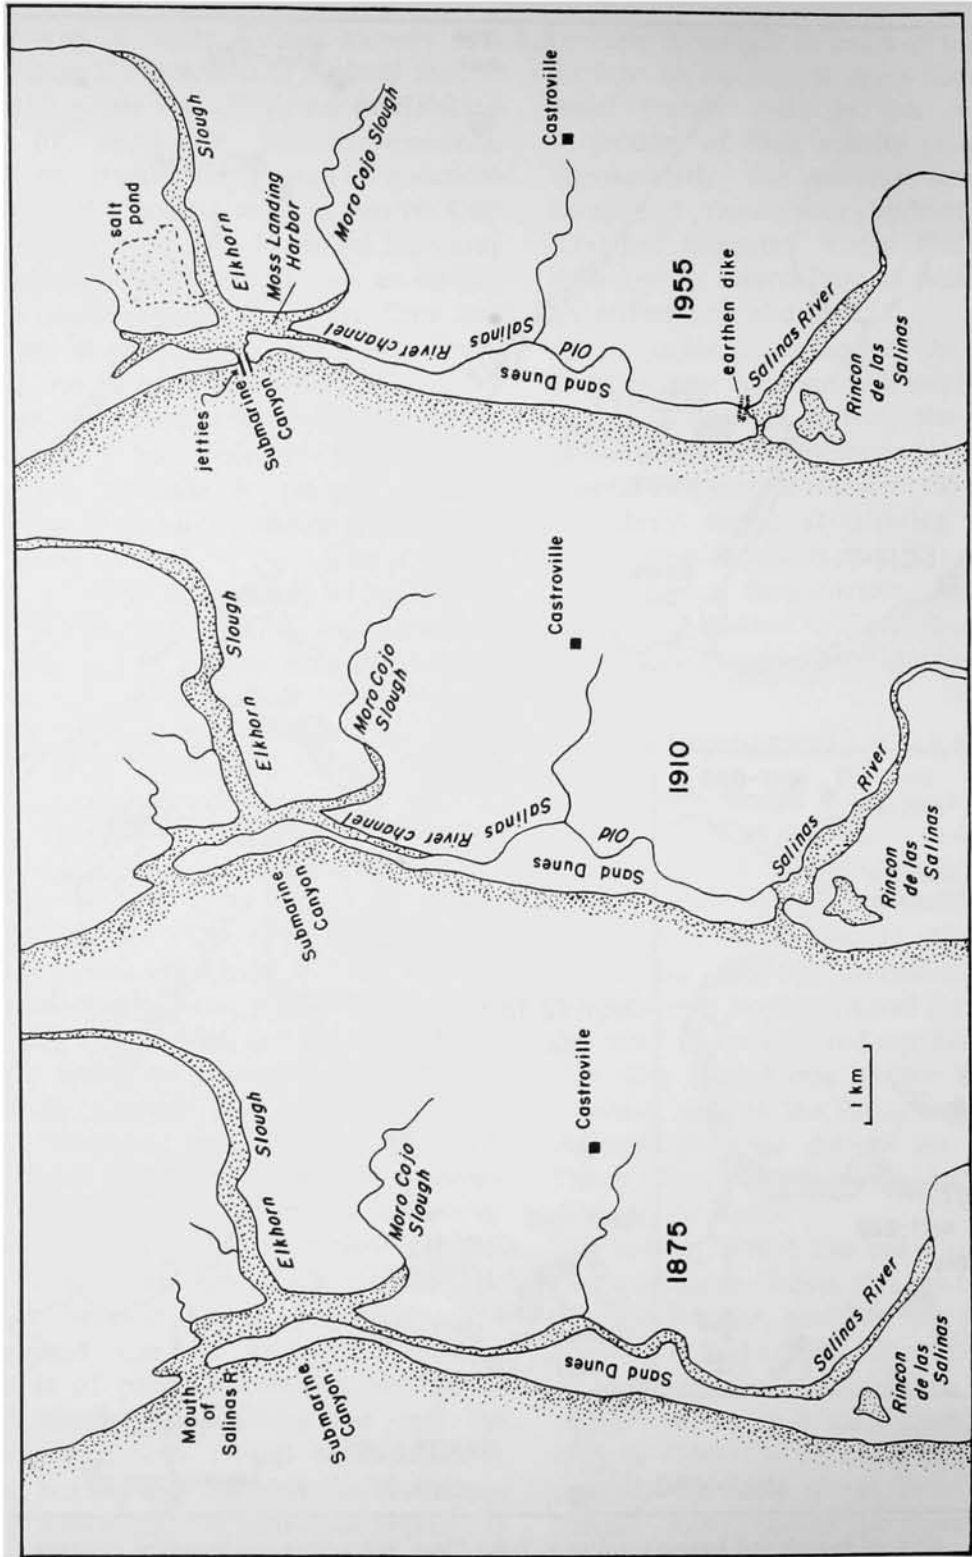 Mouth
of
Salinas R.
Submarine
Canyon
Elkhorn
Slough
Moro Cojo
Slough
Castroville
Sand Dunes
1875
Salinas River
Rincon
de las
Salinas
1 km
Submarine
Canyon
Elkhorn
Slough
Moro Cojo
Slough
Castroville
Old Salinas River channel
Sand Dunes
1910
Salinas River
Rincon
de las
Salinas
jetties
Submarine
Canyon
salt
pond
Elkhorn
Slough
Moss Landing
Harbor
Moro Cojo Slough
Castroville
Old Salinas River channel
Sand Dunes
1955
earthen dike
Salinas River
Rincon
de las
Salinas